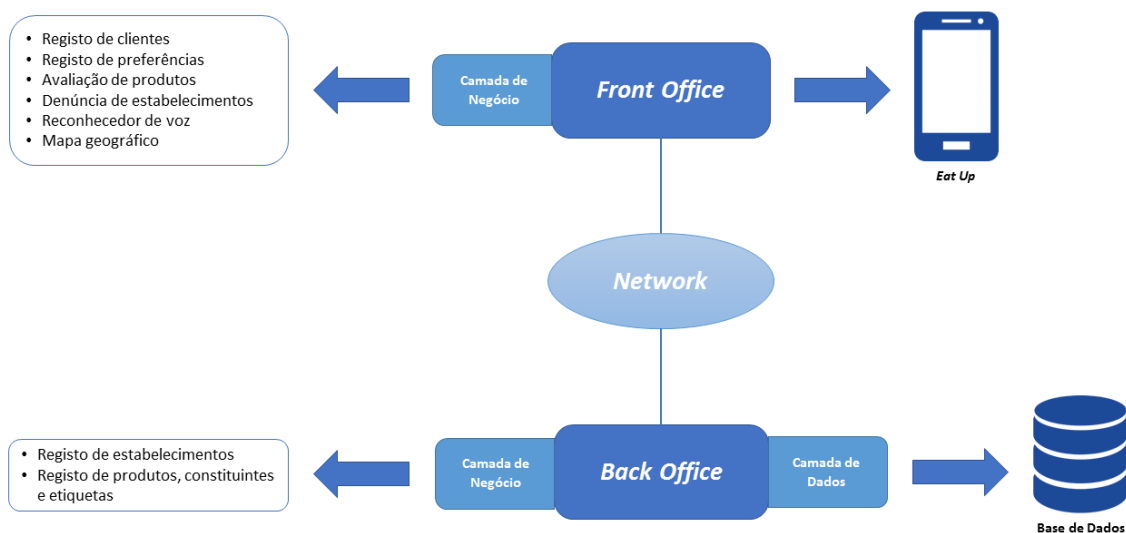 • Registo de clientes
• Registo de preferências
• Avaliação de produtos
• Denúncia de estabelecimentos
• Reconhecedor de voz
• Mapa geográfico
Camada de
Negócio
Front Office
Eat Up
Network
• Registo de estabelecimentos
• Registo de produtos, constituintes
e etiquetas
Camada de
Negócio
Back Office
Camada de
Dados
Base de Dados